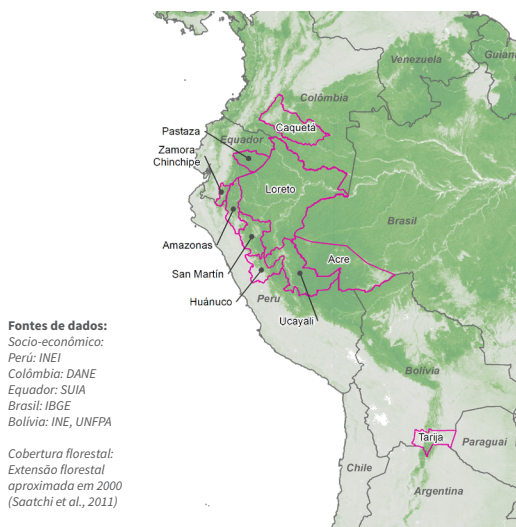 Venezuela
Guiana
Colômbia
Caquetá
Pastaza
Equador
Zamora
Chinchipe
Loreto
Brasil
Amazonas
Acre
San Martín
Huánuco
Peru
Ucayali
Bolívia
Tarija
Paraguai
Chile
Argentina
Fontes de dados:
Socio-econômico:
Perú: INEI
Colômbia: DANE
Equador: SUIA
Brasil: IBGE
Bolívia: INE, UNFPA
Cobertura florestal:
Extensão florestal
aproximada em 2000
(Saatchi et al., 2011)